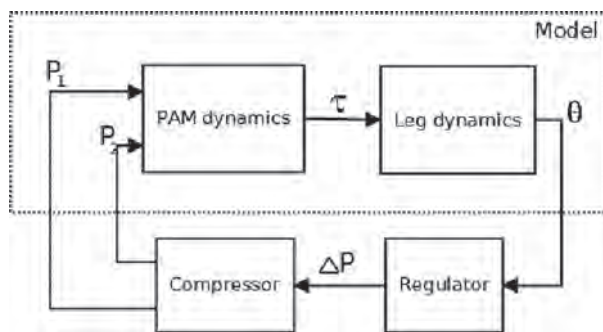 Model
P1
P2
PAM dynamics
τ
Leg dynamics
θ
Compressor
ΔP
Regulator